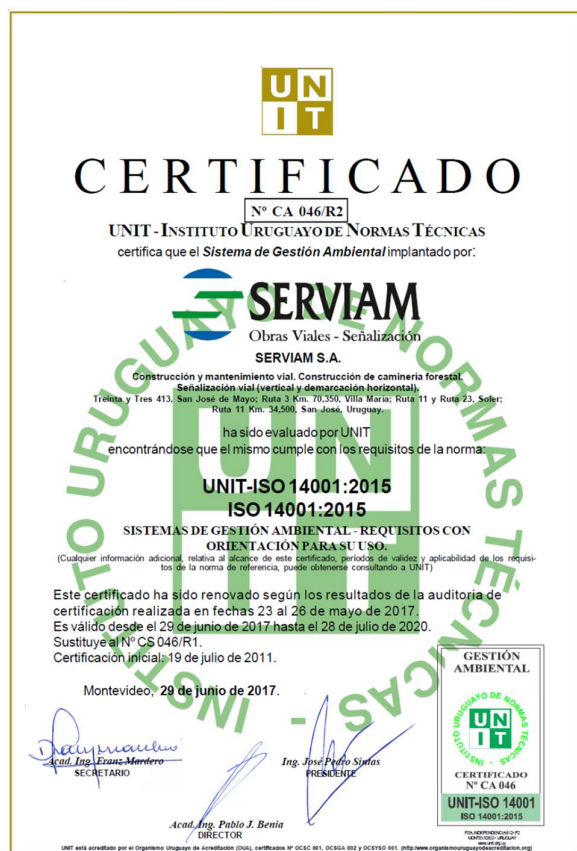 UN
IT
CERTIFICADO
Nº CA 046/R2
UNIT - INSTITUTO URUGUAYO DE NORMAS TÉCNICAS
certifica que el Sistema de Gestión Ambiental implantado por:
SERVIAM
Obras Viales - Señalización
SERVIAM S.A.
Construcción y mantenimiento vial. Construcción de caminería forestal.
Señalización vial (vertical y demarcación horizontal).
Treinta y Tres 413, San José de Mayo; Ruta 3 Km. 70,350, Villa María; Ruta 11 y Ruta 23, Soler;
Ruta 11 Km. 34,500, San José, Uruguay.
ha sido evaluado por UNIT
encontrándose que el mismo cumple con los requisitos de la norma:
UNIT-ISO 14001:2015
ISO 14001:2015
SISTEMAS DE GESTIÓN AMBIENTAL - REQUISITOS CON
ORIENTACIÓN PARA SU USO.
(Cualquier información adicional, relativa al alcance de este certificado, períodos de validez y aplicabilidad de los requisi-
tos de la norma de referencia, puede obtenerse consultando a UNIT)
Este certificado ha sido renovado según los resultados de la auditoria de
certificación realizada en fechas 23 al 26 de mayo de 2017.
Es válido desde el 29 de junio de 2017 hasta el 28 de julio de 2020.
Sustituye al Nº CS 046/R1.
Certificación inicial: 19 de julio de 2011.
Montevideo, 29 de junio de 2017.
INSTITUTO URUGUAYO DE NORMAS TÉCNICAS -
UN
IT
Acad. Ing. Franz Mardero
SECRETARIO
Ing. José Pedro Sintas
PRESIDENTE
Acad. Ing. Pablo J. Benia
DIRECTOR
GESTIÓN
AMBIENTAL
INSTITUTO URUGUAYO DE NORMAS TÉCNICAS -
UN
IT
CERTIFICADO
Nº CA 046
UNIT-ISO 14001
ISO 14001:2015
MONTEVIDEO - URUGUAY
www.unit.org.uy
UNIT está acreditado por el Organismo Uruguayo de Acreditación (OUA), certificados Nº OCSC 001, OCSGA 002 y OCSYSO 001. (http://www.organismouruguayodeacreditacion.org)